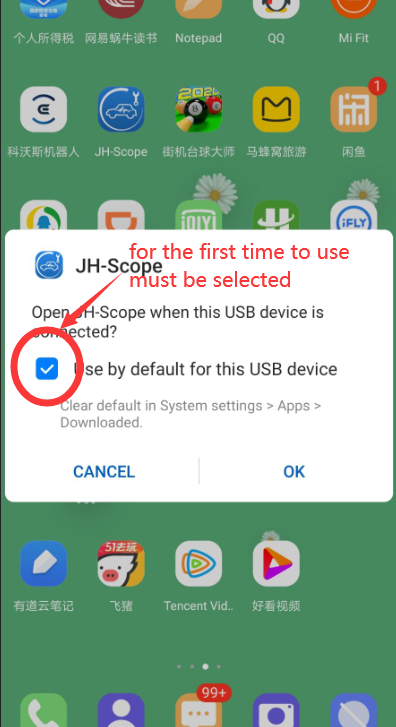 个人所得税 网易蜗牛读书 Notepad QQ Mi Fit
2021
1
科沃斯机器人 JH-Scope 街机台球大师 马蜂窝旅游 闲鱼
iQIYI
iFLY
for the first time to use
must be selected
JH-Scope
Open JH-Scope when this USB device is
connected?
Use by default for this USB device
Clear default in System settings > Apps >
Downloaded.
CANCEL OK
51去玩
有道云笔记 飞猪 Tencent Vid.. 好看视频
99+